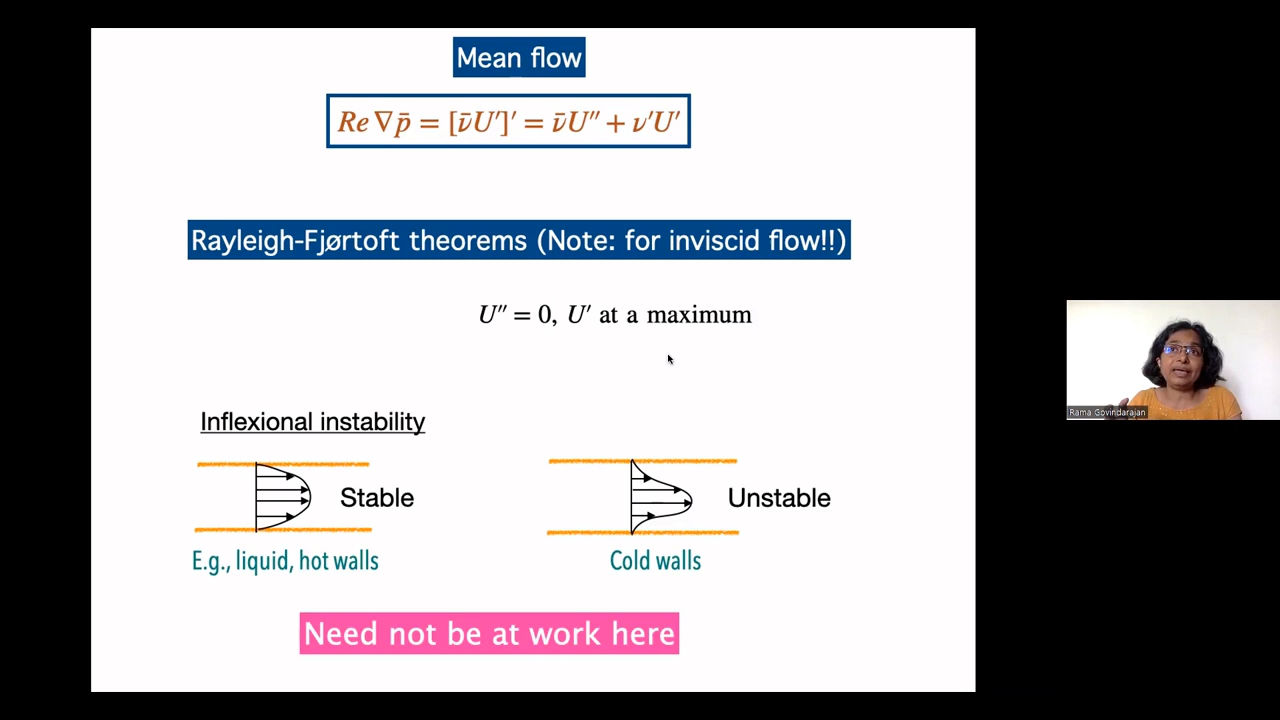 Mean flow
Re ∇p̄ = [ν̄U′]′ = ν̄U″ + ν′U′
Rayleigh-Fjørtoft theorems (Note: for inviscid flow!!)
U″ = 0, U′ at a maximum
Inflexional instability
Stable
Unstable
E.g., liquid, hot walls
Cold walls
Need not be at work here
Rama Govindarajan